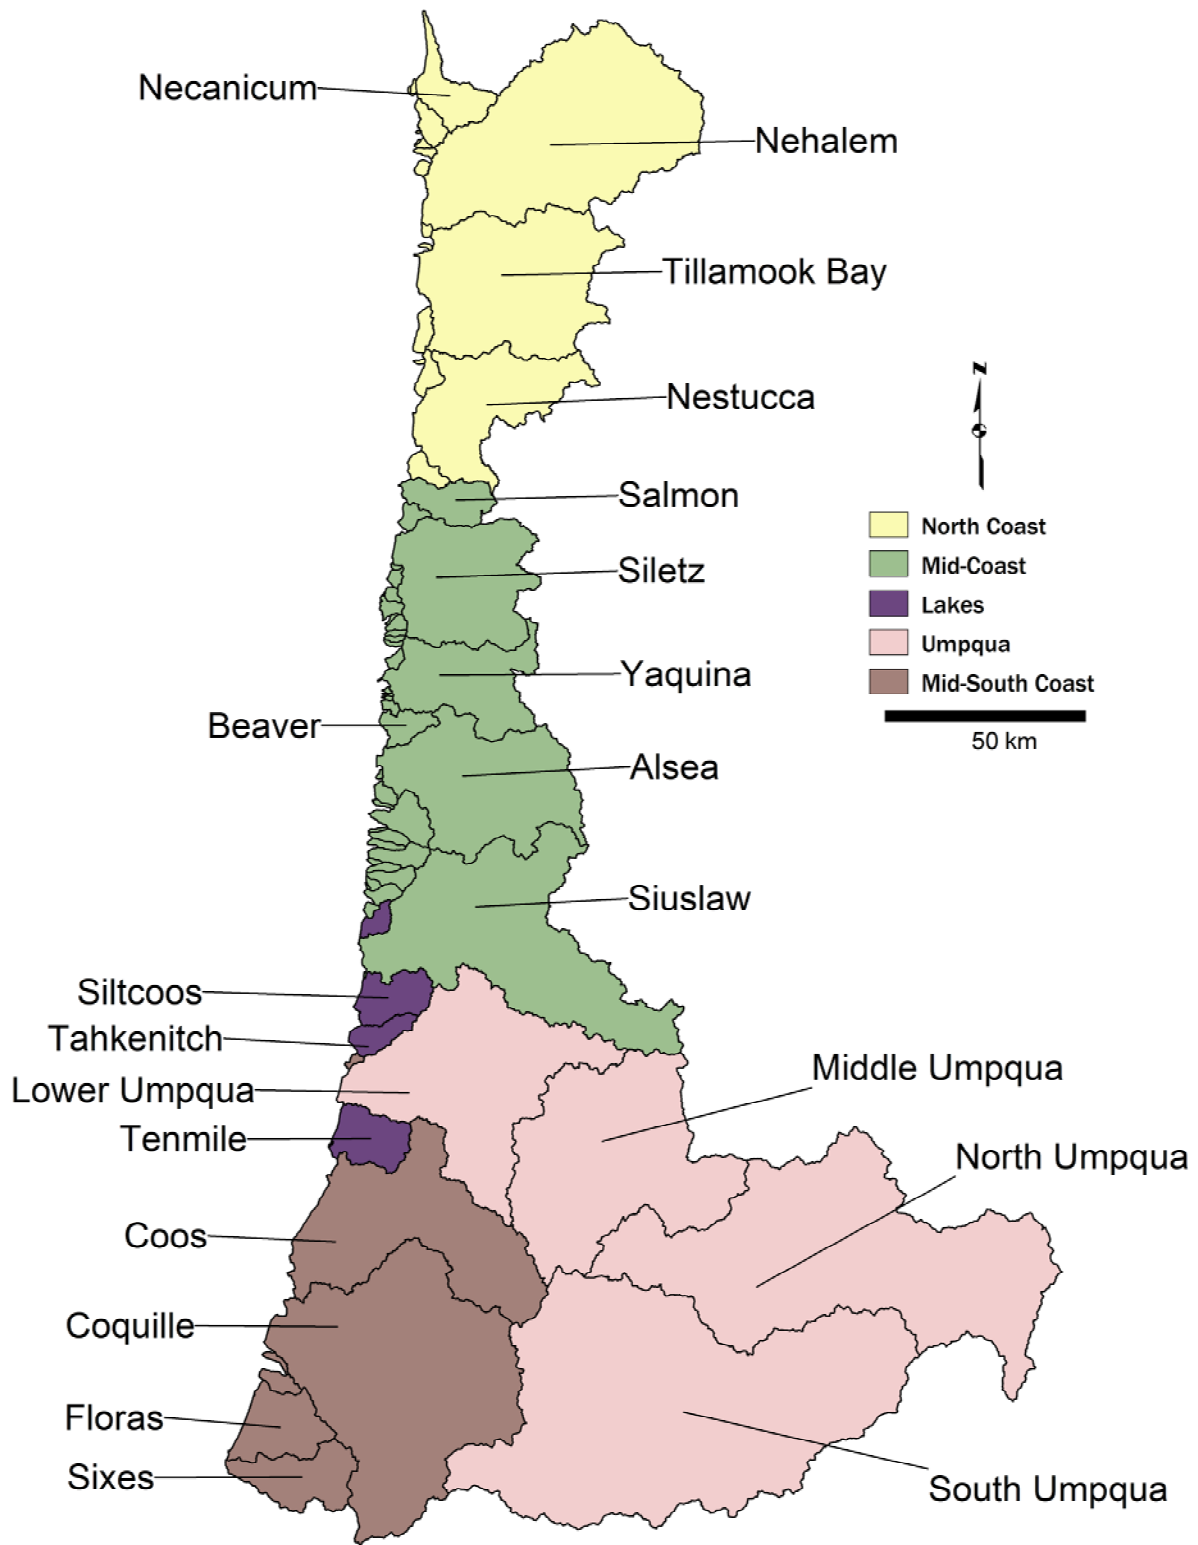 Necanicum
Nehalem
Tillamook Bay
Nestucca
N
Salmon
North Coast
Siletz
Mid-Coast
Lakes
Umpqua
Yaquina
Mid-South Coast
Beaver
50 km
Alsea
Siuslaw
Siltcoos
Tahkenitch
Middle Umpqua
Lower Umpqua
Tenmile
North Umpqua
Coos
Coquille
Floras
Sixes
South Umpqua